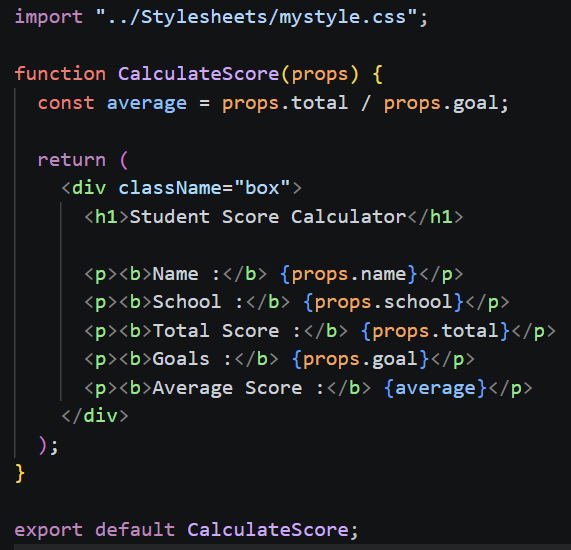 import "../Stylesheets/mystyle.css";
function CalculateScore(props) {
const average = props.total / props.goal;
return (
<div className="box">
<h1>Student Score Calculator</h1>
<p><b>Name :</b> {props.name}</p>
<p><b>School :</b> {props.school}</p>
<p><b>Total Score :</b> {props.total}</p>
<p><b>Goals :</b> {props.goal}</p>
<p><b>Average Score :</b> {average}</p>
</div>
);
}
export default CalculateScore;